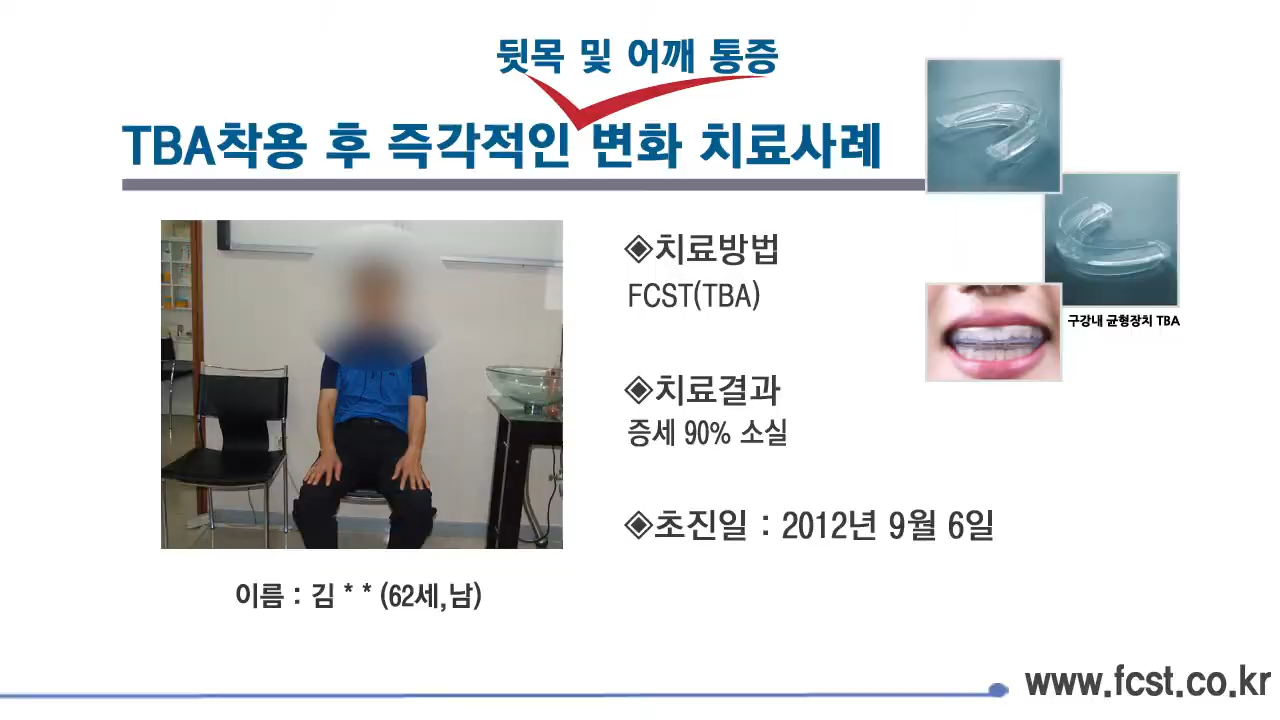 뒷목 및 어깨 통증
TBA착용 후 즉각적인 변화 치료사례
◈치료방법
FCST(TBA)
구강내 균형장치 TBA
◈치료결과
증세 90% 소실
◈초진일 : 2012년 9월 6일
이름 : 김 * * (62세,남)
www.fcst.co.kr